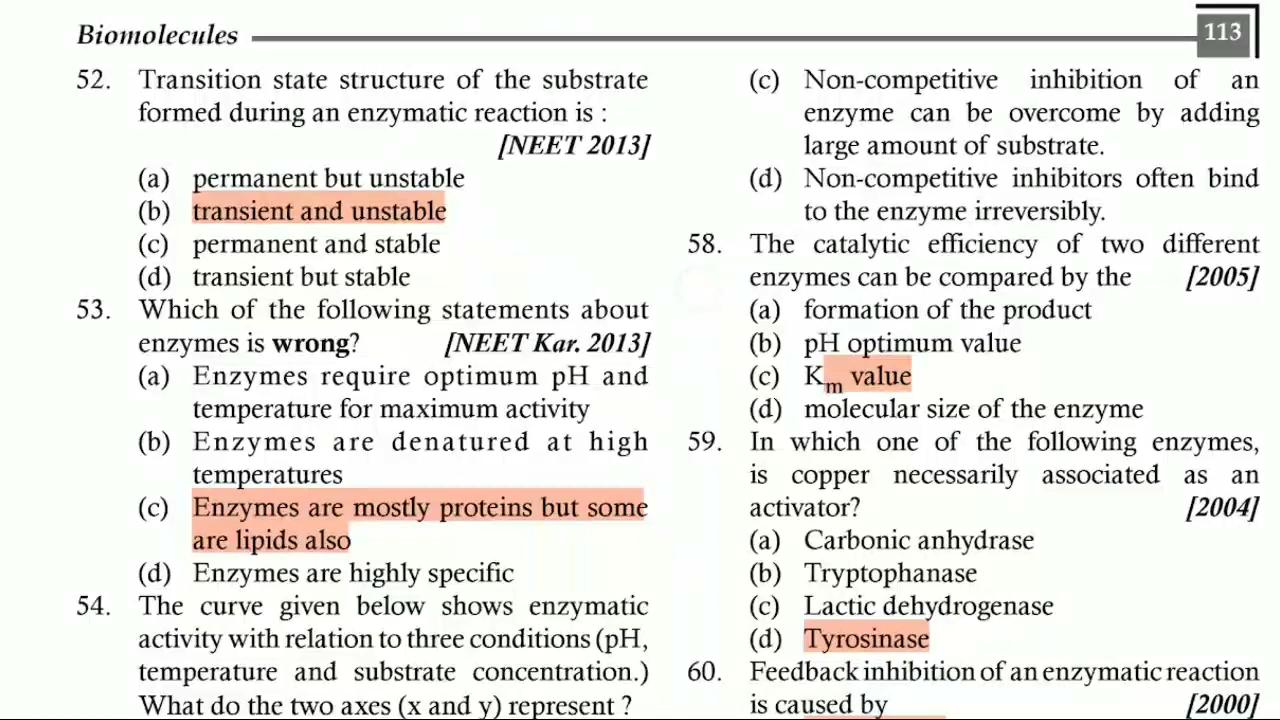 Biomolecules
113
52. Transition state structure of the substrate
formed during an enzymatic reaction is :
[NEET 2013]
(a) permanent but unstable
(b) transient and unstable
(c) permanent and stable
(d) transient but stable
53. Which of the following statements about
enzymes is wrong? [NEET Kar. 2013]
(a) Enzymes require optimum pH and
temperature for maximum activity
(b) Enzymes are denatured at high
temperatures
(c) Enzymes are mostly proteins but some
are lipids also
(d) Enzymes are highly specific
54. The curve given below shows enzymatic
activity with relation to three conditions (pH,
temperature and substrate concentration.)
What do the two axes (x and y) represent ?
(c) Non-competitive inhibition of an
enzyme can be overcome by adding
large amount of substrate.
(d) Non-competitive inhibitors often bind
to the enzyme irreversibly.
58. The catalytic efficiency of two different
enzymes can be compared by the [2005]
(a) formation of the product
(b) pH optimum value
(c) Km value
(d) molecular size of the enzyme
59. In which one of the following enzymes,
is copper necessarily associated as an
activator? [2004]
(a) Carbonic anhydrase
(b) Tryptophanase
(c) Lactic dehydrogenase
(d) Tyrosinase
60. Feedback inhibition of an enzymatic reaction
is caused by [2000]